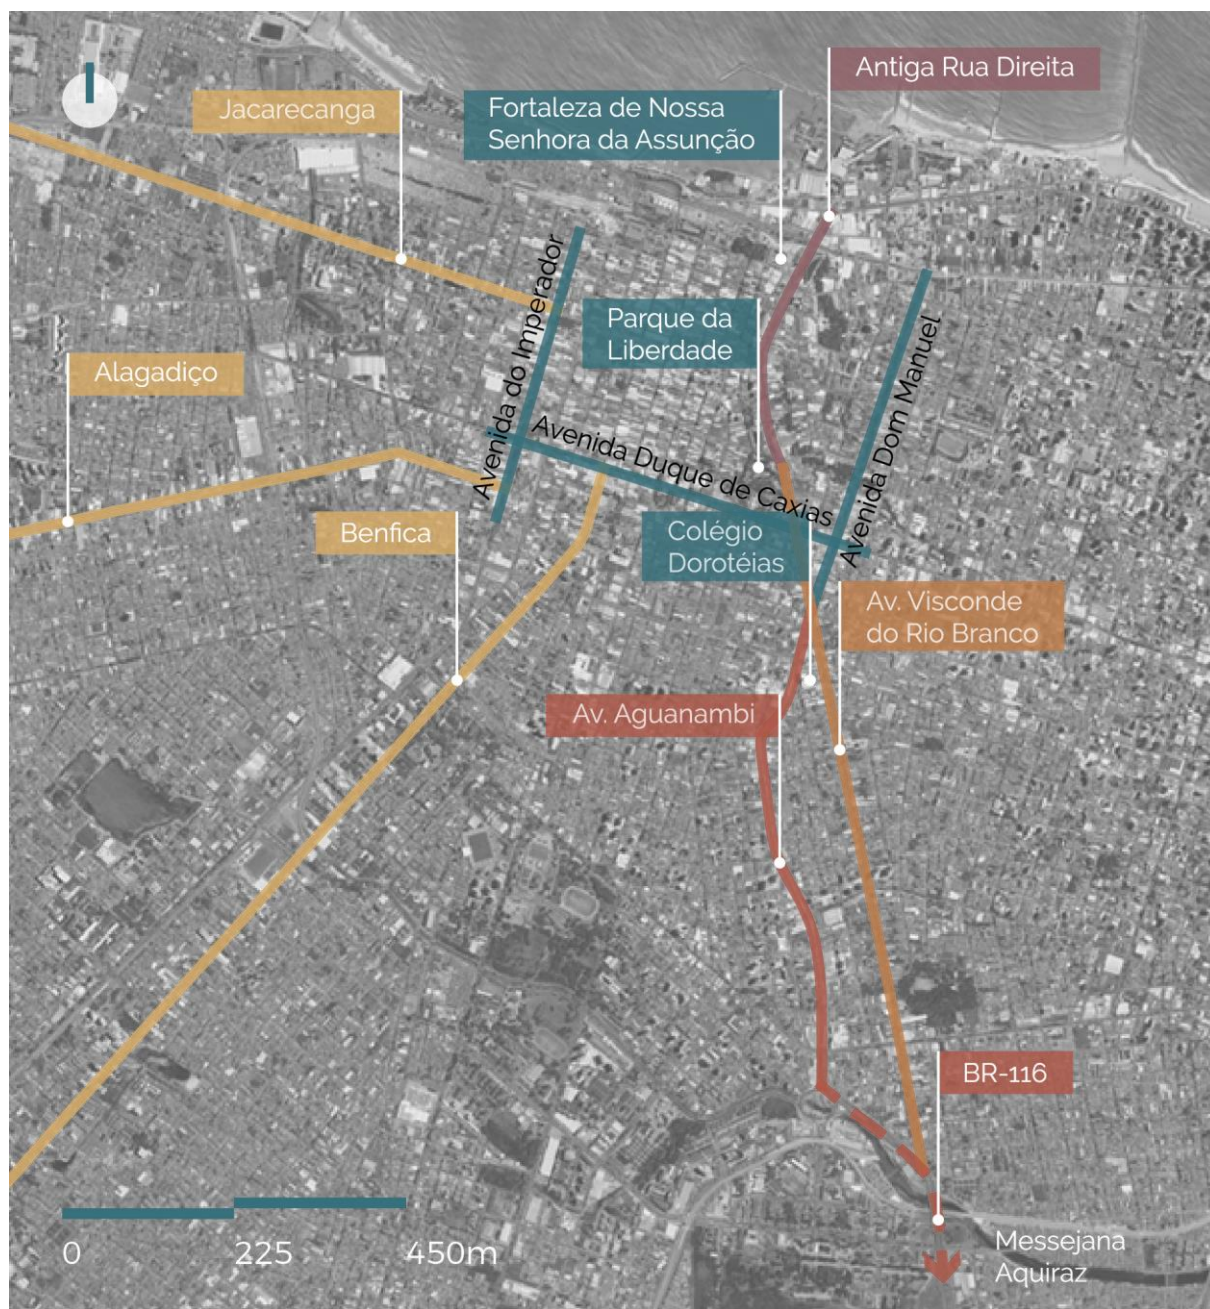 Antiga Rua Direita
Jacarecanga
Fortaleza de Nossa
Senhora da Assunção
Avenida do Imperador
Parque da
Liberdade
Avenida Dom Manuel
Alagadiço
Avenida Duque de Caxias
Benfica
Colégio
Dorotéias
Av. Visconde
do Rio Branco
Av. Aguanambi
BR-116
Messejana
Aquiraz
0 225 450m